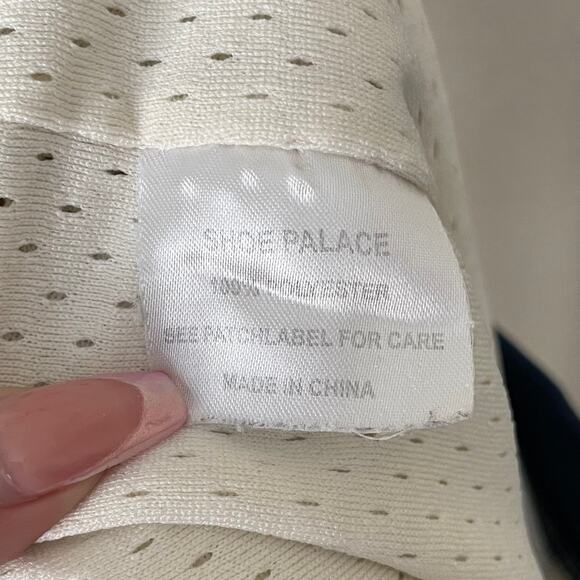 SHOE PALACE
100% POLYESTER
SEE PATCHLABEL FOR CARE
MADE IN CHINA